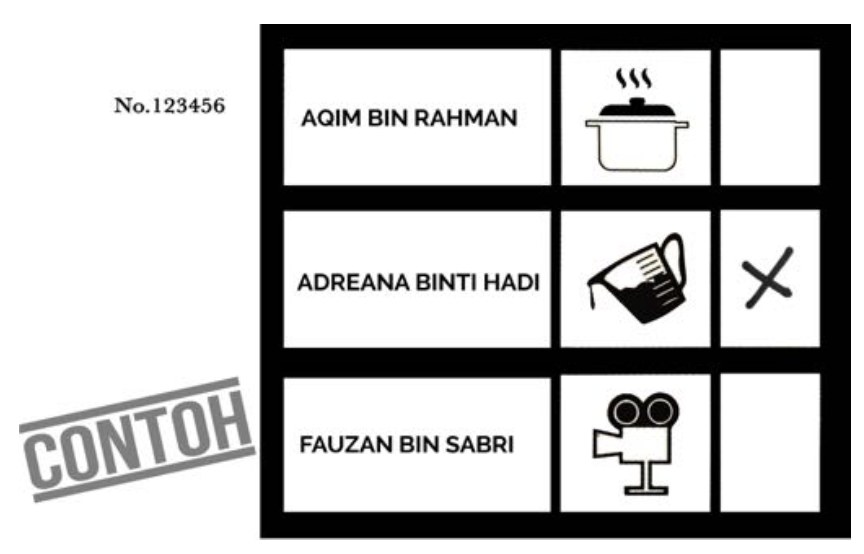 No.123456
AQIM BIN RAHMAN
ADREANA BINTI HADI
CONTOH
FAUZAN BIN SABRI